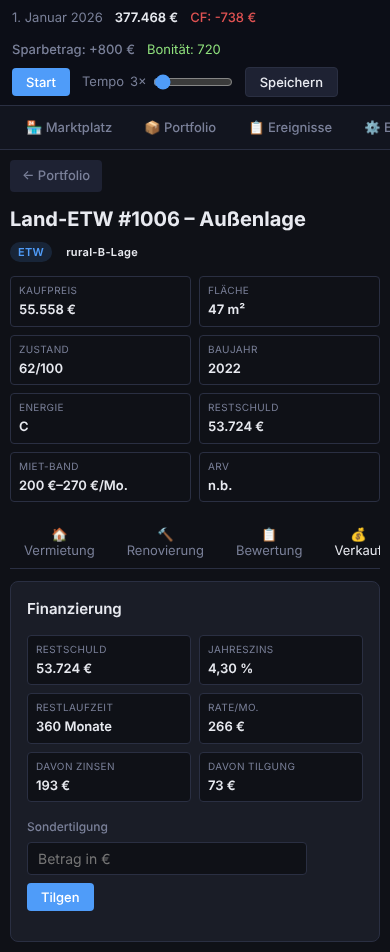 1. Januar 2026 377.468 € CF: -738 €
Sparbetrag: +800 € Bonität: 720
Start Tempo 3× Speichern
🏪 Marktplatz 📦 Portfolio 📋 Ereignisse ⚙️ E
← Portfolio
Land-ETW #1006 – Außenlage
ETW rural-B-Lage
KAUFPREIS FLÄCHE
55.558 € 47 m²
ZUSTAND BAUJAHR
62/100 2022
ENERGIE RESTSCHULD
C 53.724 €
MIET-BAND ARV
200 €–270 €/Mo. n.b.
🏠 🔨 📋 💰
Vermietung Renovierung Bewertung Verkauf
Finanzierung
RESTSCHULD JAHRESZINS
53.724 € 4,30 %
RESTLAUFZEIT RATE/MO.
360 Monate 266 €
DAVON ZINSEN DAVON TILGUNG
193 € 73 €
Sondertilgung
Betrag in €
Tilgen